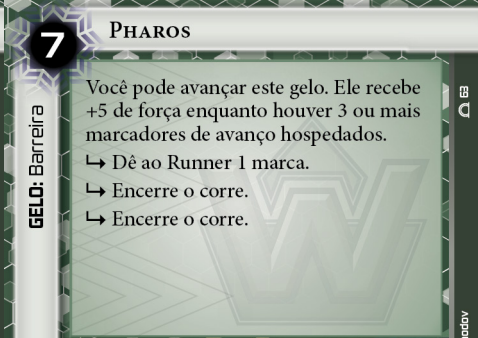 7
Pharos
Você pode avançar este gelo. Ele recebe
+5 de força enquanto houver 3 ou mais
marcadores de avanço hospedados.
↳ Dê ao Runner 1 marca.
↳ Encerre o corre.
↳ Encerre o corre.
GELO: Barreira
63